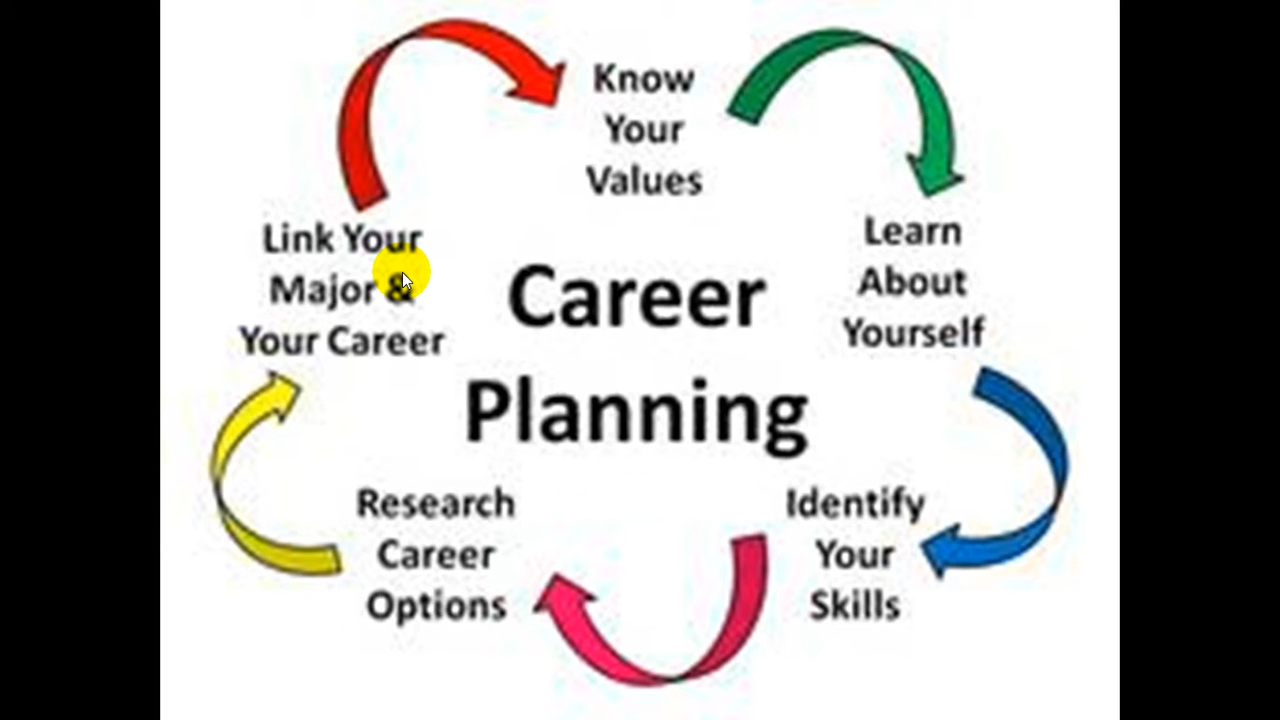 Know
Your
Values
Learn
About
Yourself
Identify
Your
Skills
Research
Career
Options
Link Your
Major &
Your Career
Career
Planning